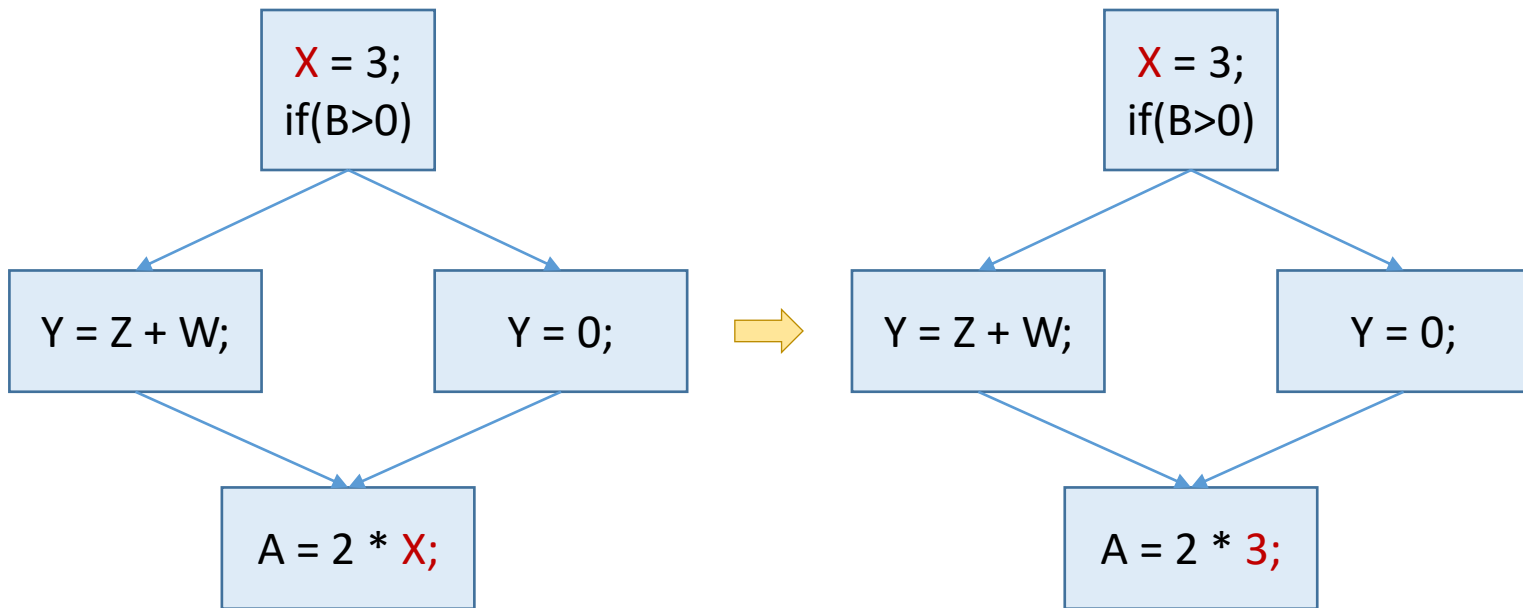 X = 3;
if(B>0)
Y = Z + W;
Y = 0;
A = 2 * X;
X = 3;
if(B>0)
Y = Z + W;
Y = 0;
A = 2 * 3;